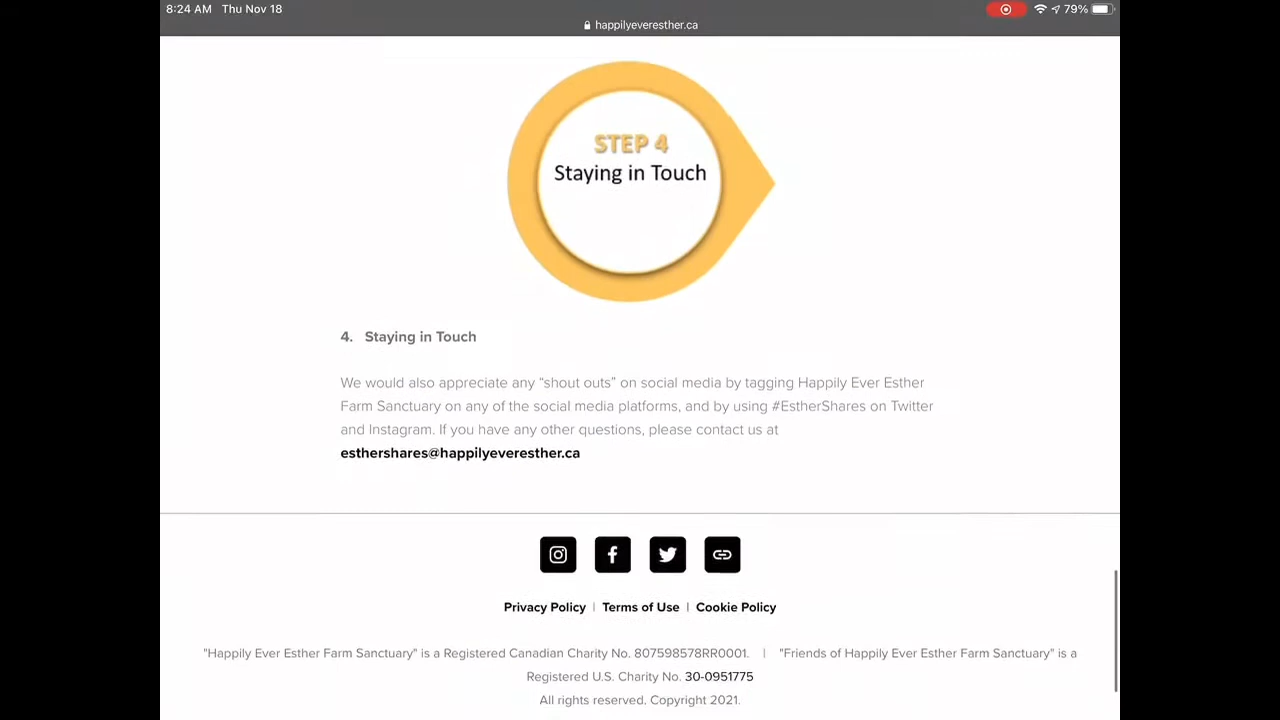 8:24 AM Thu Nov 18
79%
happilyeveresther.ca
STEP 4
Staying in Touch
4. Staying in Touch
We would also appreciate any “shout outs” on social media by tagging Happily Ever Esther
Farm Sanctuary on any of the social media platforms, and by using #EstherShares on Twitter
and Instagram. If you have any other questions, please contact us at
esthershares@happilyeveresther.ca
Privacy Policy | Terms of Use | Cookie Policy
"Happily Ever Esther Farm Sanctuary" is a Registered Canadian Charity No. 807598578RR0001. | "Friends of Happily Ever Esther Farm Sanctuary" is a
Registered U.S. Charity No. 30-0951775
All rights reserved. Copyright 2021.